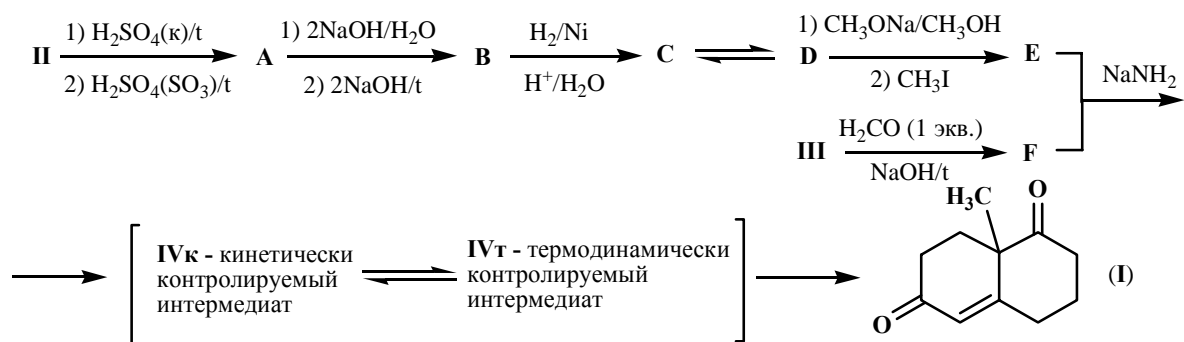 II 1) H₂SO₄(к)/t 2) H₂SO₄(SO₃)/t A 1) 2NaOH/H₂O 2) 2NaOH/t B H₂/Ni H⁺/H₂O C D 1) CH₃ONa/CH₃OH 2) CH₃I E
III H₂CO (1 экв.) NaOH/t F
NaNH₂
IVк - кинетически
контролируемый
интермедиат
IVт - термодинамически
контролируемый
интермедиат
H₃C O
O
(I)